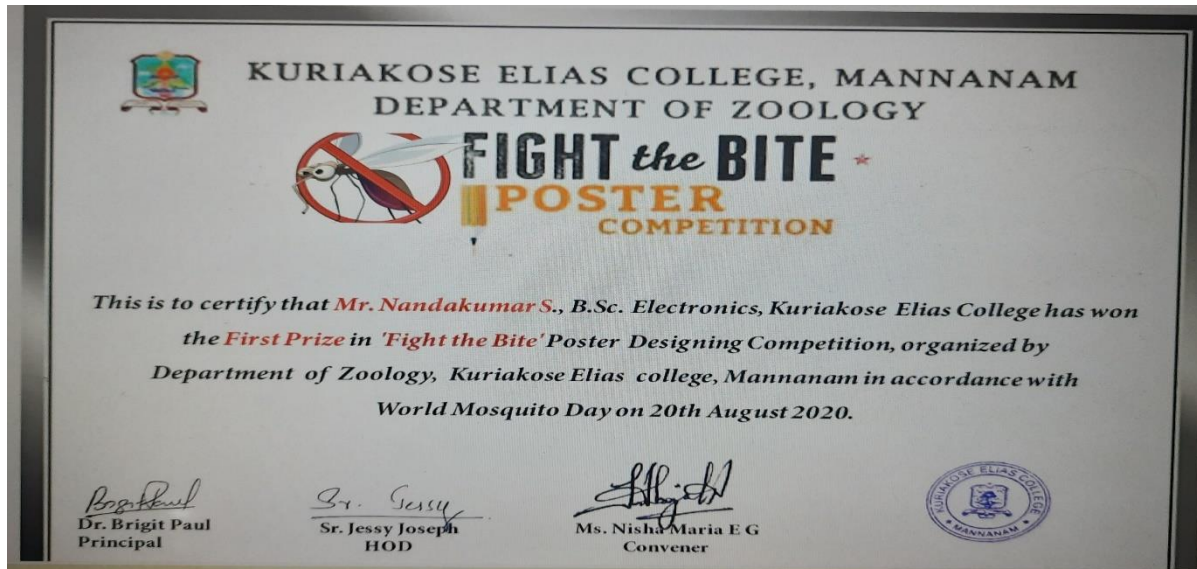 KURIAKOSE ELIAS COLLEGE, MANNANAM
DEPARTMENT OF ZOOLOGY
FIGHT the BITE
POSTER
COMPETITION
This is to certify that Mr. Nandakumar S., B.Sc. Electronics, Kuriakose Elias College has won
the First Prize in 'Fight the Bite' Poster Designing Competition, organized by
Department of Zoology, Kuriakose Elias college, Mannanam in accordance with
World Mosquito Day on 20th August 2020.
Sr. Jessy
Dr. Brigit Paul
Principal
Sr. Jessy Joseph
HOD
Ms. Nisha Maria E G
Convener
KURIAKOSE ELIAS COLLEGE
MANNANAM